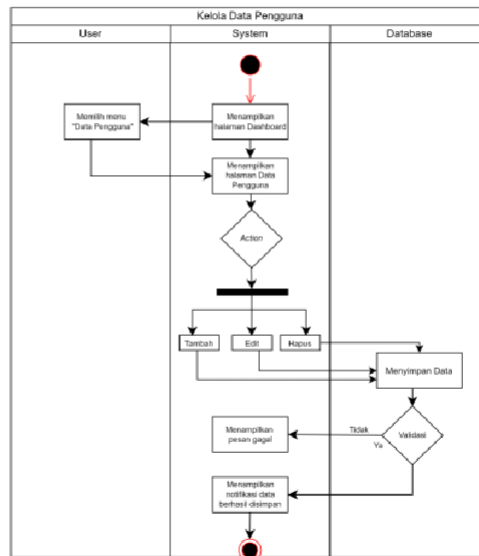 Kelola Data Pengguna
User
System
Database
Memilih menu
"Data Pengguna"
Menampilkan
halaman Dashboard
Menampilkan
halaman Data
Pengguna
Action
Tambah
Edit
Hapus
Menyimpan Data
Validasi
Tidak
Ya
Menampilkan
pesan gagal
Menampilkan
notifikasi data
berhasil disimpan